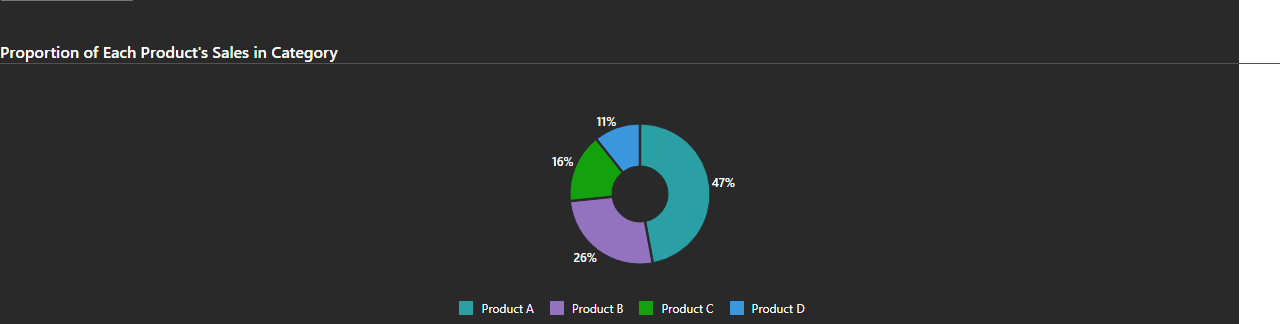 Proportion of Each Product's Sales in Category
11%
16%
47%
26%
Product A Product B Product C Product D